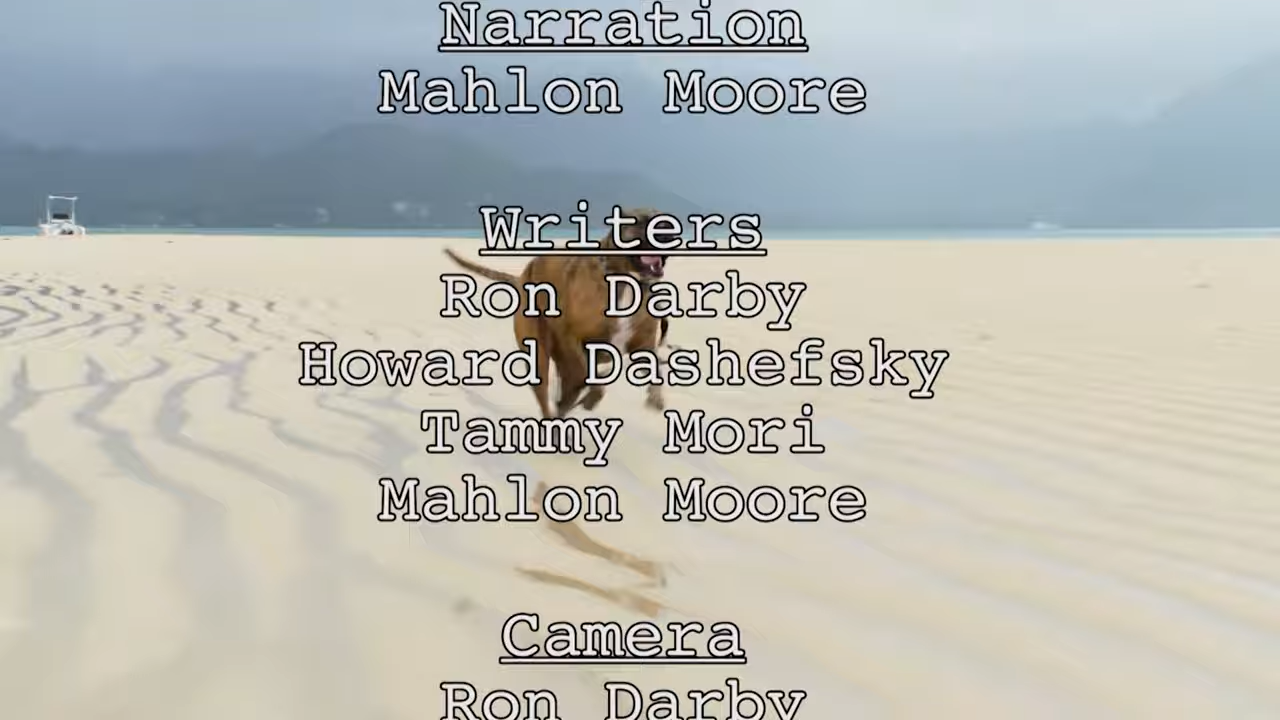 Narration
Mahlon Moore
Writers
Ron Darby
Howard Dashefsky
Tammy Mori
Mahlon Moore
Camera
Ron Darby